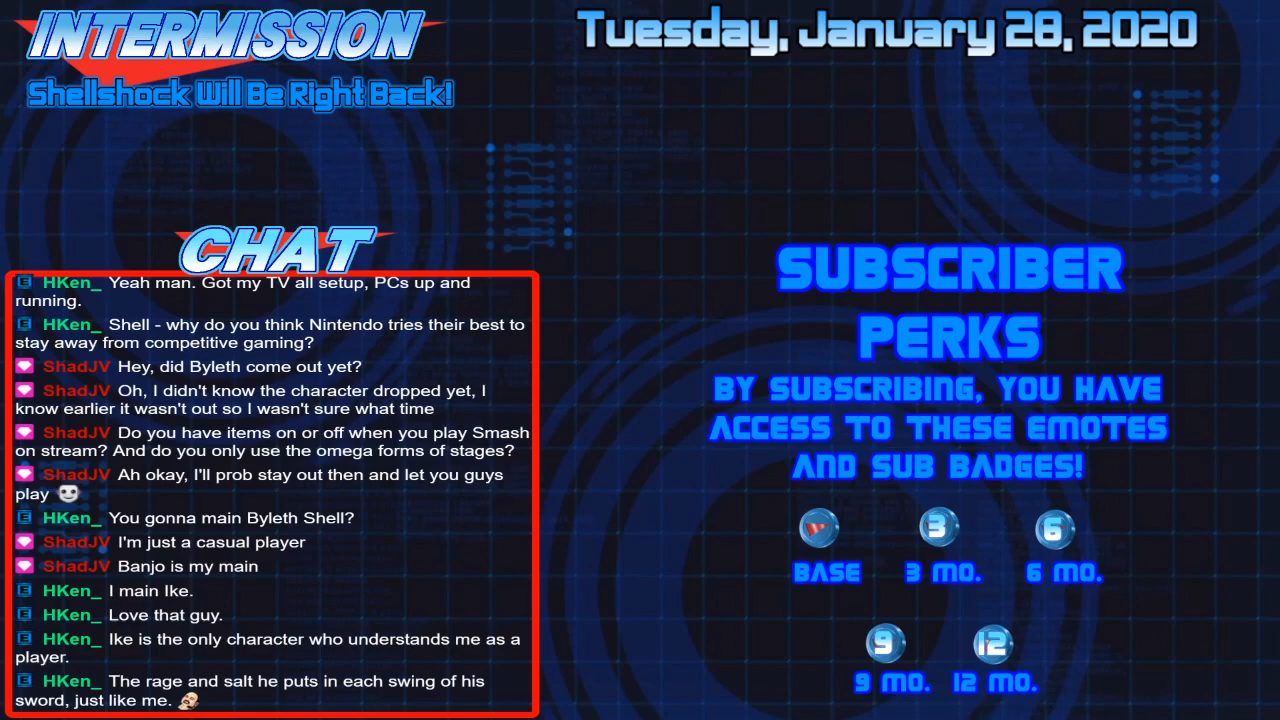 INTERMISSION
Shellshock Will Be Right Back!
Tuesday, January 28, 2020
CHAT
HKen_ Yeah man. Got my TV all setup, PCs up and
running.
HKen_ Shell - why do you think Nintendo tries their best to
stay away from competitive gaming?
ShadJV Hey, did Byleth come out yet?
ShadJV Oh, I didn't know the character dropped yet, I
know earlier it wasn't out so I wasn't sure what time
ShadJV Do you have items on or off when you play Smash
on stream? And do you only use the omega forms of stages?
ShadJV Ah okay, I'll prob stay out then and let you guys
play
HKen_ You gonna main Byleth Shell?
ShadJV I'm just a casual player
ShadJV Banjo is my main
HKen_ I main Ike.
HKen_ Love that guy.
HKen_ Ike is the only character who understands me as a
player.
HKen_ The rage and salt he puts in each swing of his
sword, just like me.
SUBSCRIBER
PERKS
BY SUBSCRIBING, YOU HAVE
ACCESS TO THESE EMOTES
AND SUB BADGES!
3 6
BASE 3 MO. 6 MO.
9 12
9 MO. 12 MO.